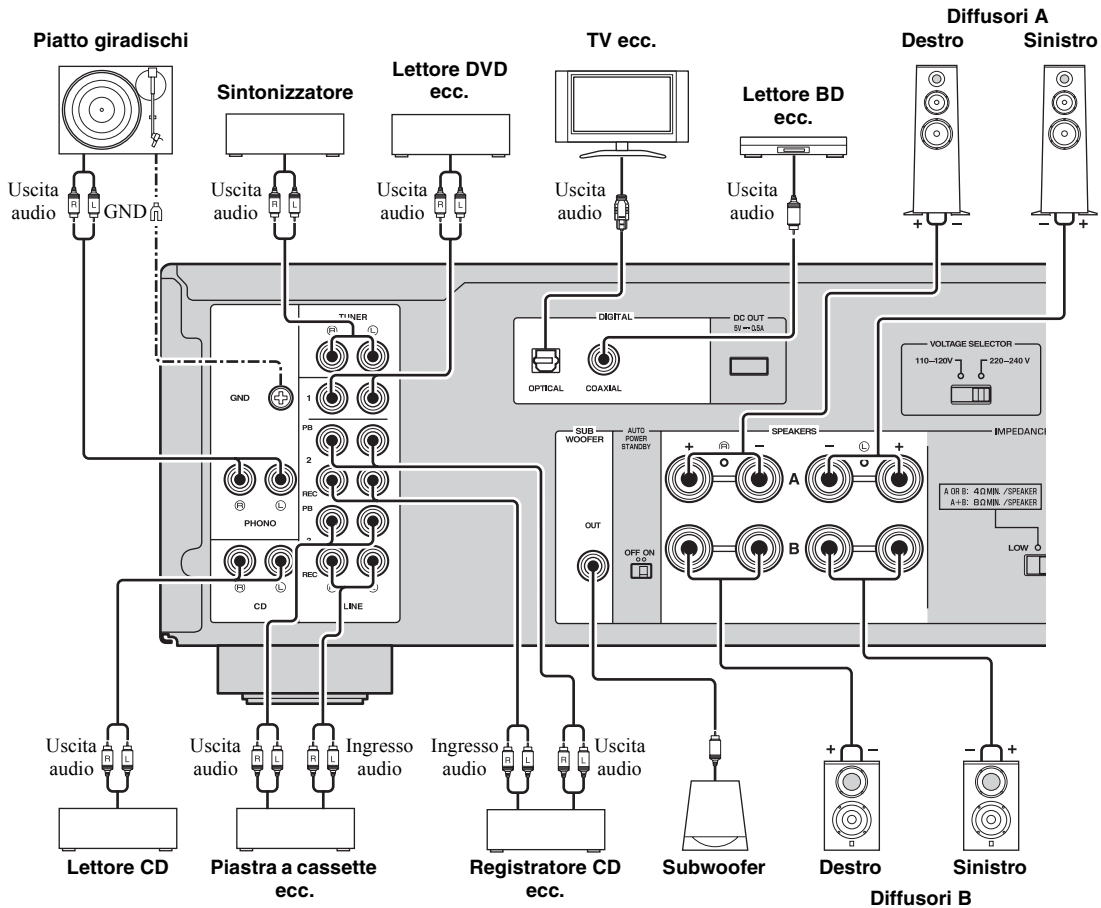 Diffusori A
Piatto giradischi
TV ecc.
Destro
Sinistro
Lettore DVD
ecc.
Sintonizzatore
Lettore BD
ecc.
Uscita
audio
R
L
GND
Uscita
audio
R
L
Uscita
audio
R
L
Uscita
audio
Uscita
audio
+
−
−
+
TUNER
R
L
DIGITAL
DC OUT
5V 0.5A
VOLTAGE SELECTOR
110–120V
220–240 V
OPTICAL
COAXIAL
GND
1
PB
2
REC
PB
3
REC
R
L
PHONO
R
L
CD
R
L
LINE
SUB
WOOFER
OUT
AUTO
POWER
STANDBY
OFF ON
SPEAKERS
IMPEDANC
+
R
−
−
L
+
A
B
A OR B: 4ΩMIN. /SPEAKER
A+B: 8ΩMIN. /SPEAKER
LOW
Uscita
audio
R
L
Uscita
audio
R
L
R
L
Ingresso
audio
Ingresso
audio
R
L
R
L
Uscita
audio
+
−
−
+
Lettore CD
Piastra a cassette
ecc.
Registratore CD
ecc.
Subwoofer
Destro
Sinistro
Diffusori B